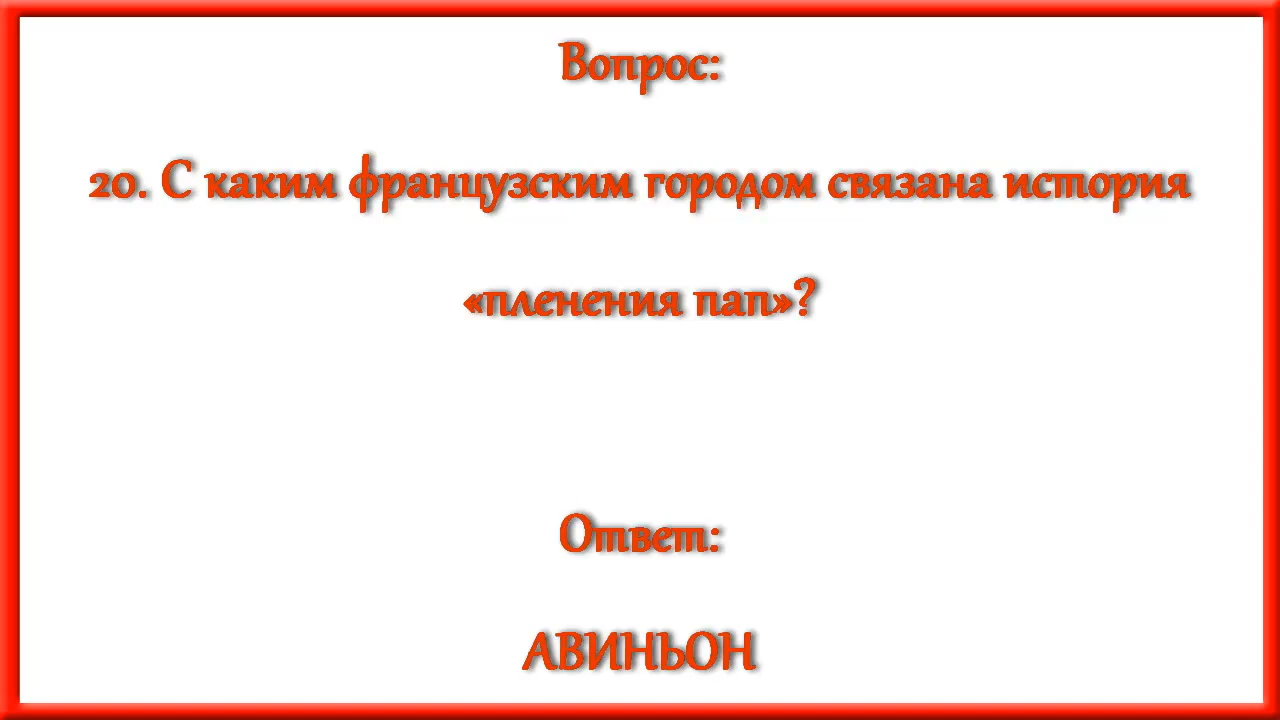 Вопрос:
20. С каким французским городом связана история
«пленения пап»?
Ответ:
АВИНЬОН